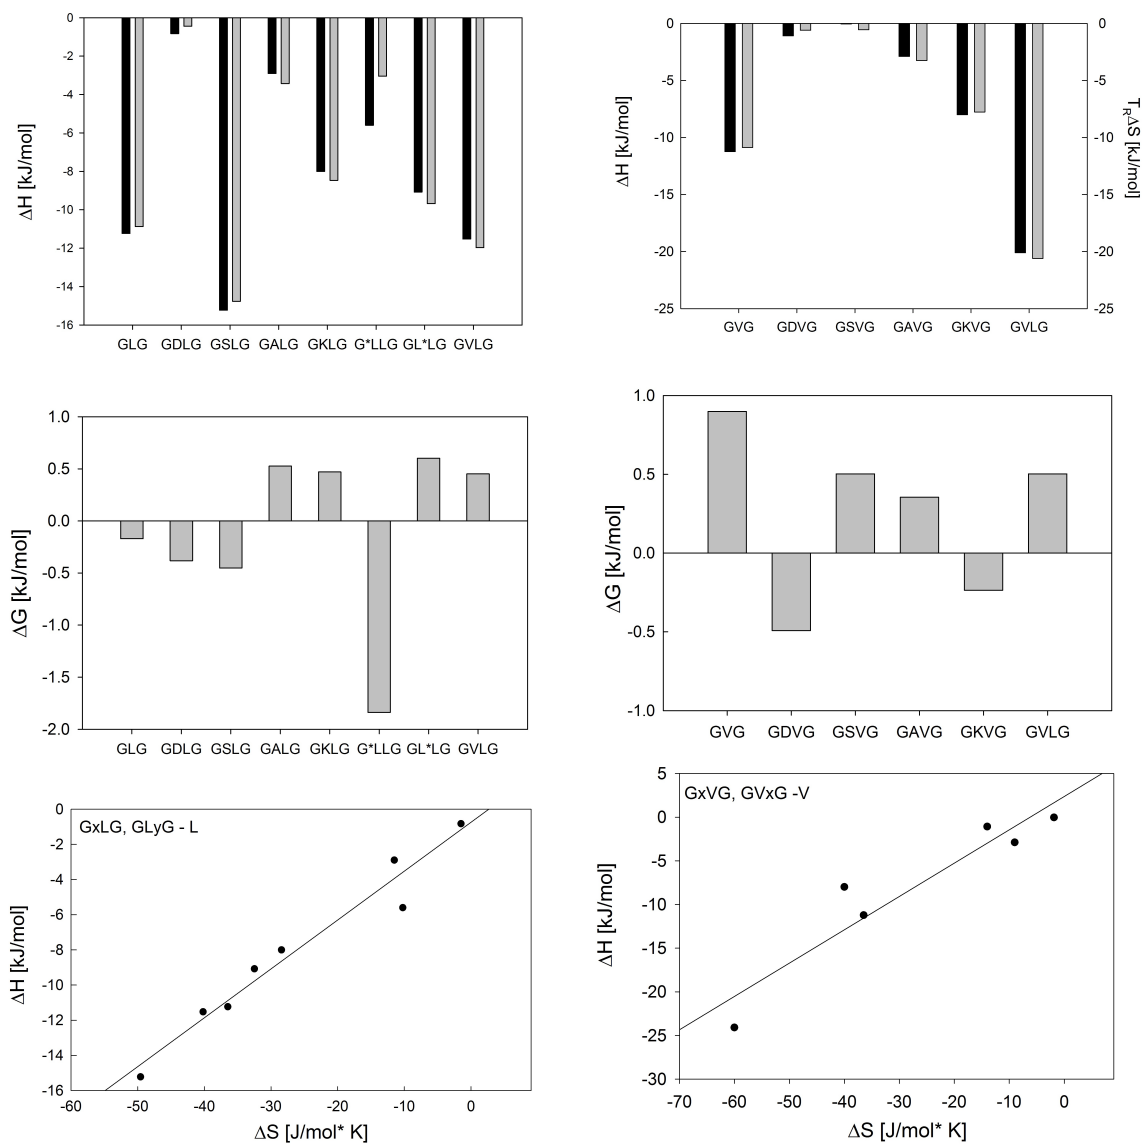 0
-2
-4
-6
-8
-10
-12
-14
-16
ΔH [kJ/mol]
GLG GDLG GSLG GALG GKLG G*LLG GL*LG GVLG
0
-5
-10
-15
-20
-25
ΔH [kJ/mol]
0
-5
-10
-15
-20
-25
TRΔS [kJ/mol]
GVG GDVG GSVG GAVG GKVG GVLG
1.0
0.5
0.0
-0.5
-1.0
-1.5
-2.0
ΔG [kJ/mol]
GLG GDLG GSLG GALG GKLG G*LLG GL*LG GVLG
1.0
0.5
0.0
-0.5
-1.0
ΔG [kJ/mol]
GVG GDVG GSVG GAVG GKVG GVLG
GxLG, GLyG - L
0
-2
-4
-6
-8
-10
-12
-14
-16
ΔH [kJ/mol]
-60 -50 -40 -30 -20 -10 0
ΔS [J/mol* K]
GxVG, GVxG -V
5
0
-5
-10
-15
-20
-25
-30
ΔH [kJ/mol]
-70 -60 -50 -40 -30 -20 -10 0
ΔS [J/mol* K]